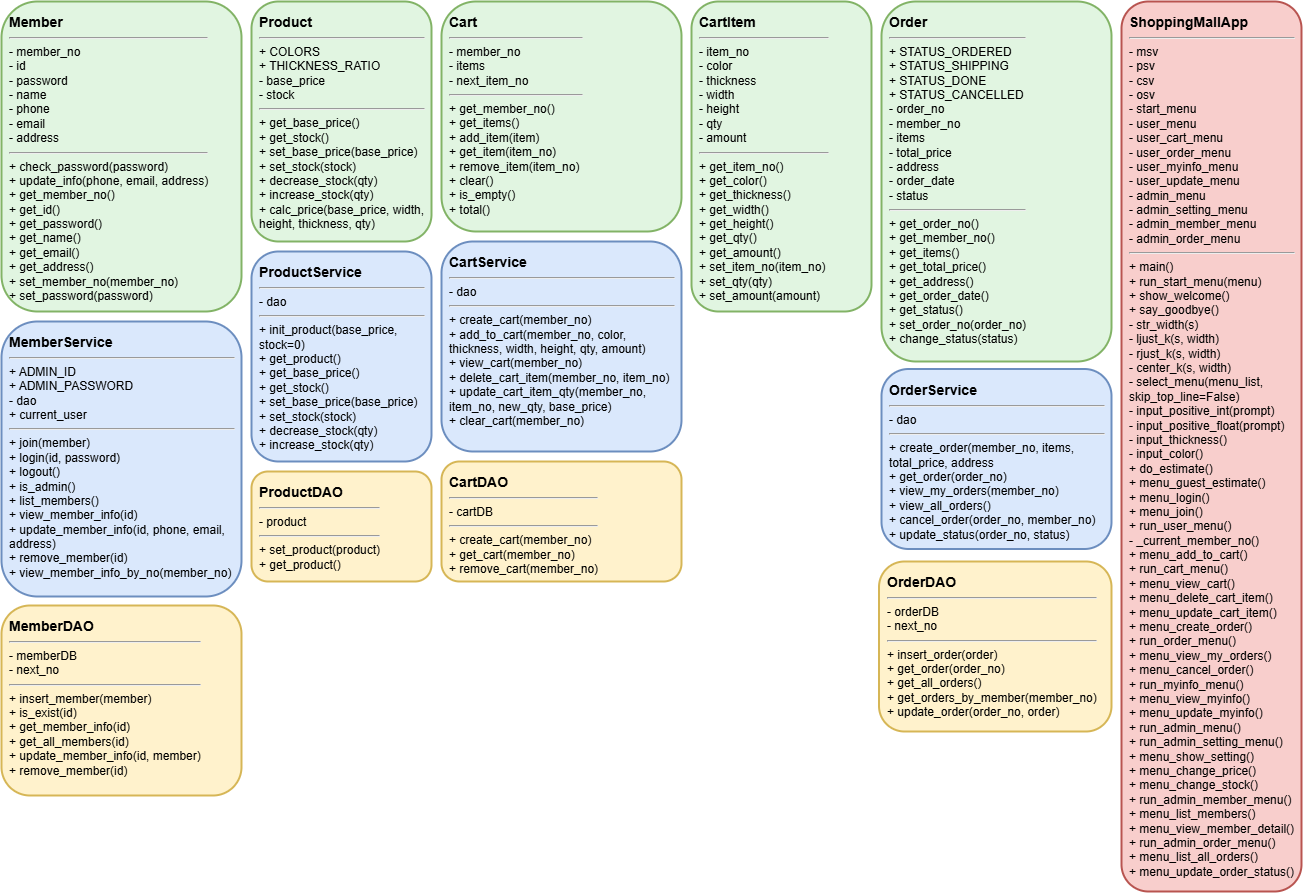 Member
- member_no
- id
- password
- name
- phone
- email
- address
+ check_password(password)
+ update_info(phone, email, address)
+ get_member_no()
+ get_id()
+ get_password()
+ get_name()
+ get_email()
+ get_address()
+ set_member_no(member_no)
+ set_password(password)
MemberService
+ ADMIN_ID
+ ADMIN_PASSWORD
- dao
+ current_user
+ join(member)
+ login(id, password)
+ logout()
+ is_admin()
+ list_members()
+ view_member_info(id)
+ update_member_info(id, phone, email,
address)
+ remove_member(id)
+ view_member_info_by_no(member_no)
MemberDAO
- memberDB
- next_no
+ insert_member(member)
+ is_exist(id)
+ get_member_info(id)
+ get_all_members(id)
+ update_member_info(id, member)
+ remove_member(id)
Product
+ COLORS
+ THICKNESS_RATIO
- base_price
- stock
+ get_base_price()
+ get_stock()
+ set_base_price(base_price)
+ set_stock(stock)
+ decrease_stock(qty)
+ increase_stock(qty)
+ calc_price(base_price, width,
height, thickness, qty)
ProductService
- dao
+ init_product(base_price,
stock=0)
+ get_product()
+ get_base_price()
+ get_stock()
+ set_base_price(base_price)
+ set_stock(stock)
+ decrease_stock(qty)
+ increase_stock(qty)
ProductDAO
- product
+ set_product(product)
+ get_product()
Cart
- member_no
- items
- next_item_no
+ get_member_no()
+ get_items()
+ add_item(item)
+ get_item(item_no)
+ remove_item(item_no)
+ clear()
+ is_empty()
+ total()
CartService
- dao
+ create_cart(member_no)
+ add_to_cart(member_no, color,
thickness, width, height, qty, amount)
+ view_cart(member_no)
+ delete_cart_item(member_no, item_no)
+ update_cart_item_qty(member_no,
item_no, new_qty, base_price)
+ clear_cart(member_no)
CartDAO
- cartDB
+ create_cart(member_no)
+ get_cart(member_no)
+ remove_cart(member_no)
CartItem
- item_no
- color
- thickness
- width
- height
- qty
- amount
+ get_item_no()
+ get_color()
+ get_thickness()
+ get_width()
+ get_height()
+ get_qty()
+ get_amount()
+ set_item_no(item_no)
+ set_qty(qty)
+ set_amount(amount)
Order
+ STATUS_ORDERED
+ STATUS_SHIPPING
+ STATUS_DONE
+ STATUS_CANCELLED
- order_no
- member_no
- items
- total_price
- address
- order_date
- status
+ get_order_no()
+ get_member_no()
+ get_items()
+ get_total_price()
+ get_address()
+ get_order_date()
+ get_status()
+ set_order_no(order_no)
+ change_status(status)
OrderService
- dao
+ create_order(member_no, items,
total_price, address
+ get_order(order_no)
+ view_my_orders(member_no)
+ view_all_orders()
+ cancel_order(order_no, member_no)
+ update_status(order_no, status)
OrderDAO
- orderDB
- next_no
+ insert_order(order)
+ get_order(order_no)
+ get_all_orders()
+ get_orders_by_member(member_no)
+ update_order(order_no, order)
ShoppingMallApp
- msv
- psv
- csv
- osv
- start_menu
- user_menu
- user_cart_menu
- user_order_menu
- user_myinfo_menu
- user_update_menu
- admin_menu
- admin_setting_menu
- admin_member_menu
- admin_order_menu
+ main()
+ run_start_menu(menu)
+ show_welcome()
+ say_goodbye()
- str_width(s)
- ljust_k(s, width)
- rjust_k(s, width)
- center_k(s, width)
- select_menu(menu_list,
skip_top_line=False)
- input_positive_int(prompt)
- input_positive_float(prompt)
- input_thickness()
- input_color()
+ do_estimate()
+ menu_guest_estimate()
+ menu_login()
+ menu_join()
+ run_user_menu()
- _current_member_no()
+ menu_add_to_cart()
+ run_cart_menu()
+ menu_view_cart()
+ menu_delete_cart_item()
+ menu_update_cart_item()
+ menu_create_order()
+ run_order_menu()
+ menu_view_my_orders()
+ menu_cancel_order()
+ run_myinfo_menu()
+ menu_view_myinfo()
+ menu_update_myinfo()
+ run_admin_menu()
+ run_admin_setting_menu()
+ menu_show_setting()
+ menu_change_price()
+ menu_change_stock()
+ run_admin_member_menu()
+ menu_list_members()
+ menu_view_member_detail()
+ run_admin_order_menu()
+ menu_list_all_orders()
+ menu_update_order_status()